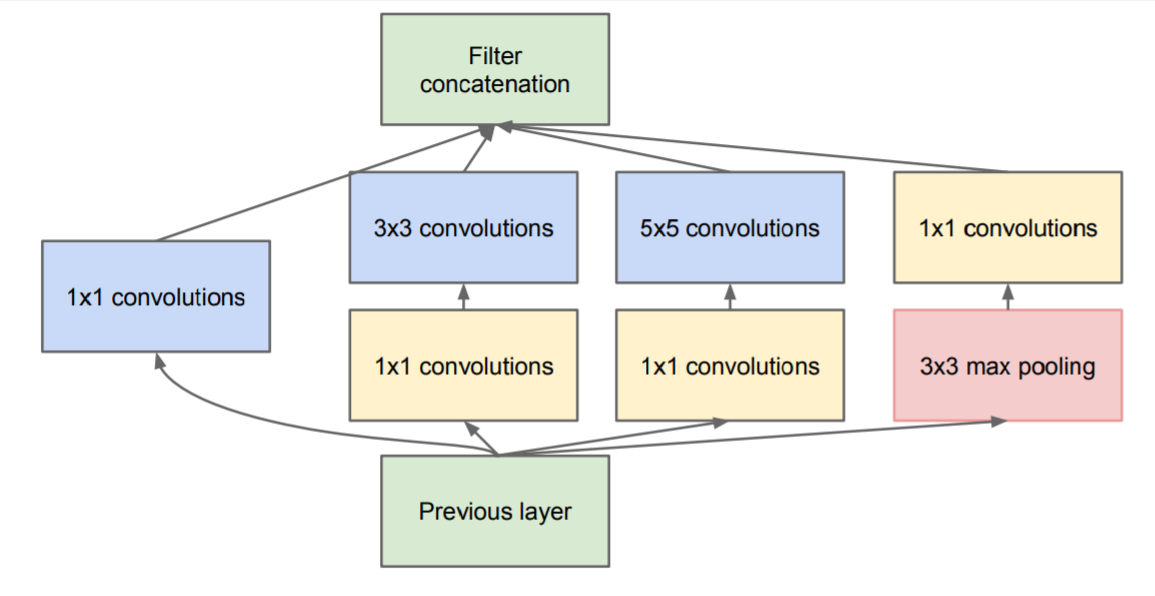 Filter
concatenation
3x3 convolutions
5x5 convolutions
1x1 convolutions
1x1 convolutions
1x1 convolutions
1x1 convolutions
3x3 max pooling
Previous layer